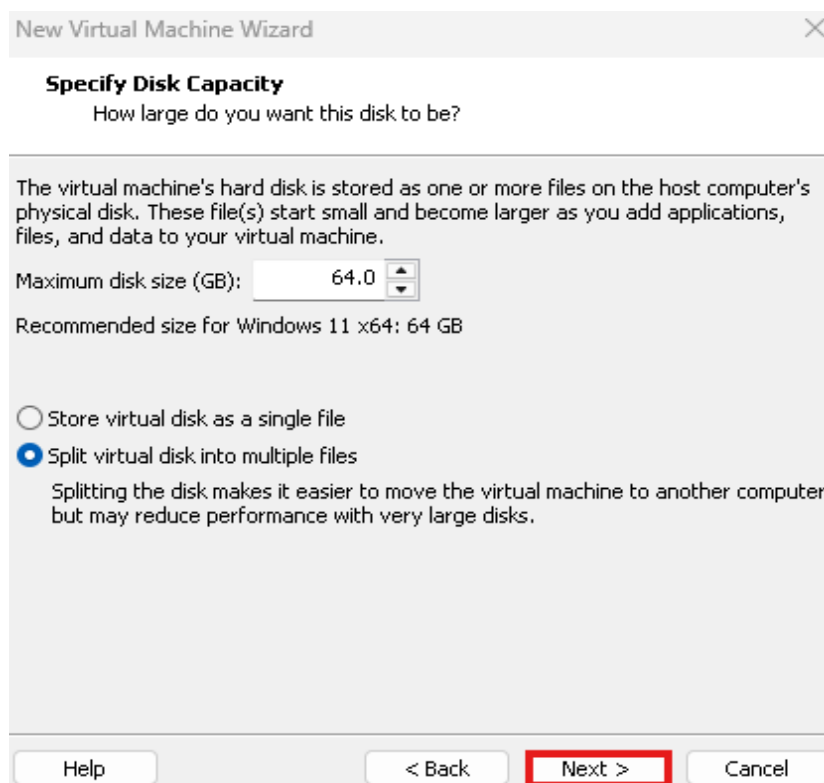 New Virtual Machine Wizard
Specify Disk Capacity
How large do you want this disk to be?
The virtual machine's hard disk is stored as one or more files on the host computer's
physical disk. These file(s) start small and become larger as you add applications,
files, and data to your virtual machine.
Maximum disk size (GB): 64.0
Recommended size for Windows 11 x64: 64 GB
Store virtual disk as a single file
Split virtual disk into multiple files
Splitting the disk makes it easier to move the virtual machine to another computer
but may reduce performance with very large disks.
Help < Back Next > Cancel